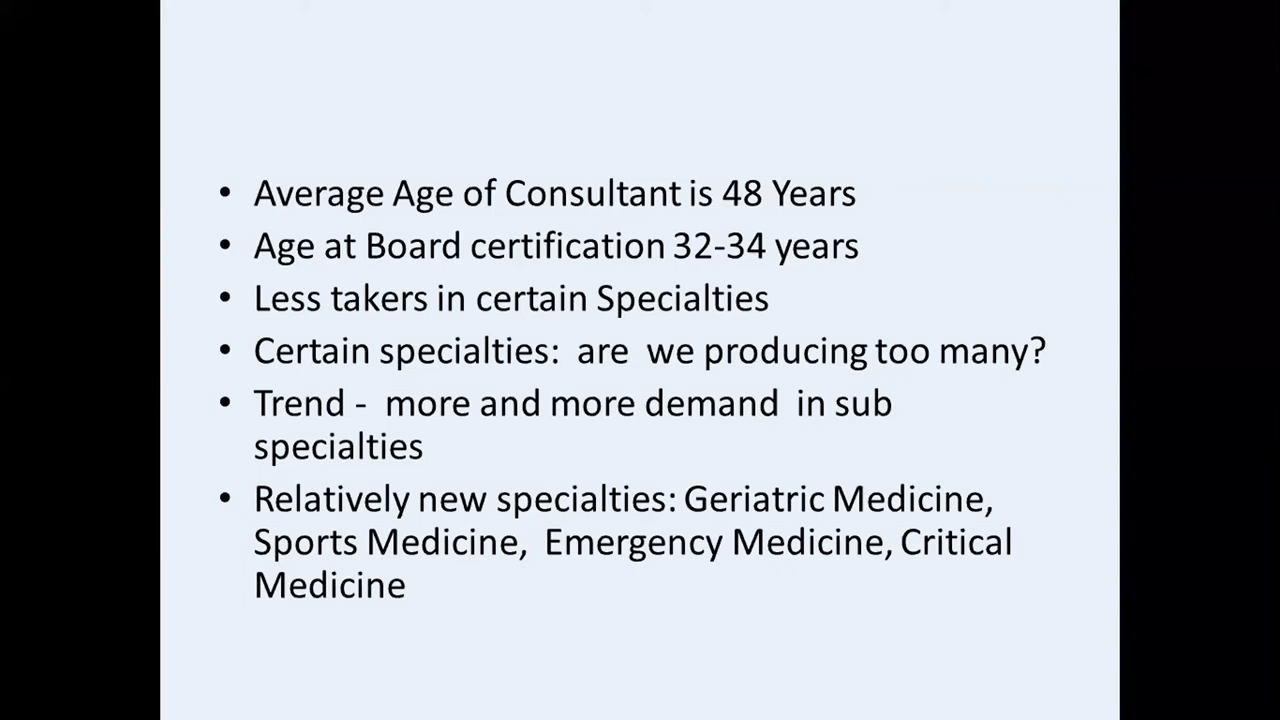 • Average Age of Consultant is 48 Years
• Age at Board certification 32-34 years
• Less takers in certain Specialties
• Certain specialties:  are  we producing too many?
• Trend -  more and more demand  in sub
specialties
• Relatively new specialties: Geriatric Medicine,
Sports Medicine,  Emergency Medicine, Critical
Medicine